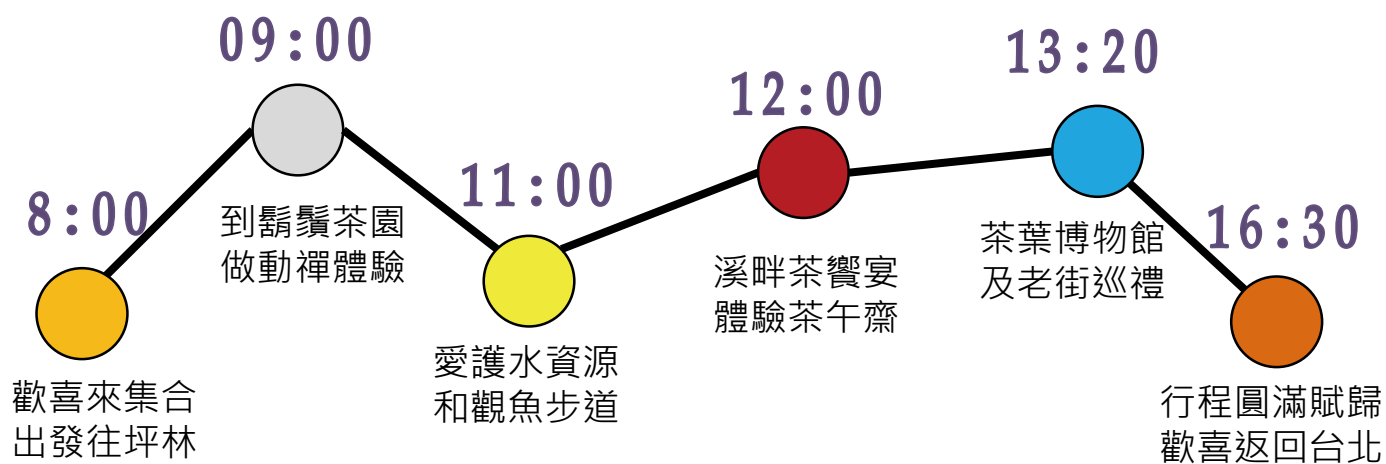 8:00
歡喜來集合
出發往坪林
09:00
到鬍鬚茶園
做動禪體驗
11:00
愛護水資源
和觀魚步道
12:00
溪畔茶饗宴
體驗茶午齋
13:20
茶葉博物館
及老街巡禮
16:30
行程圓滿賦歸
歡喜返回台北